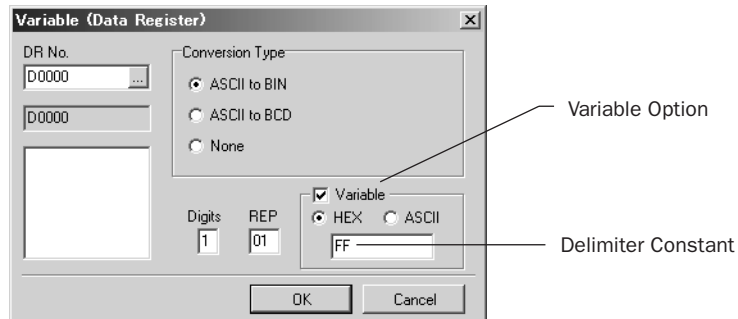 Variable (Data Register)
DR No.
D0000
...
D0000
Conversion Type
ASCII to BIN
ASCII to BCD
None
Digits
1
REP
01
Variable
HEX
ASCII
FF
OK
Cancel
Variable Option
Delimiter Constant